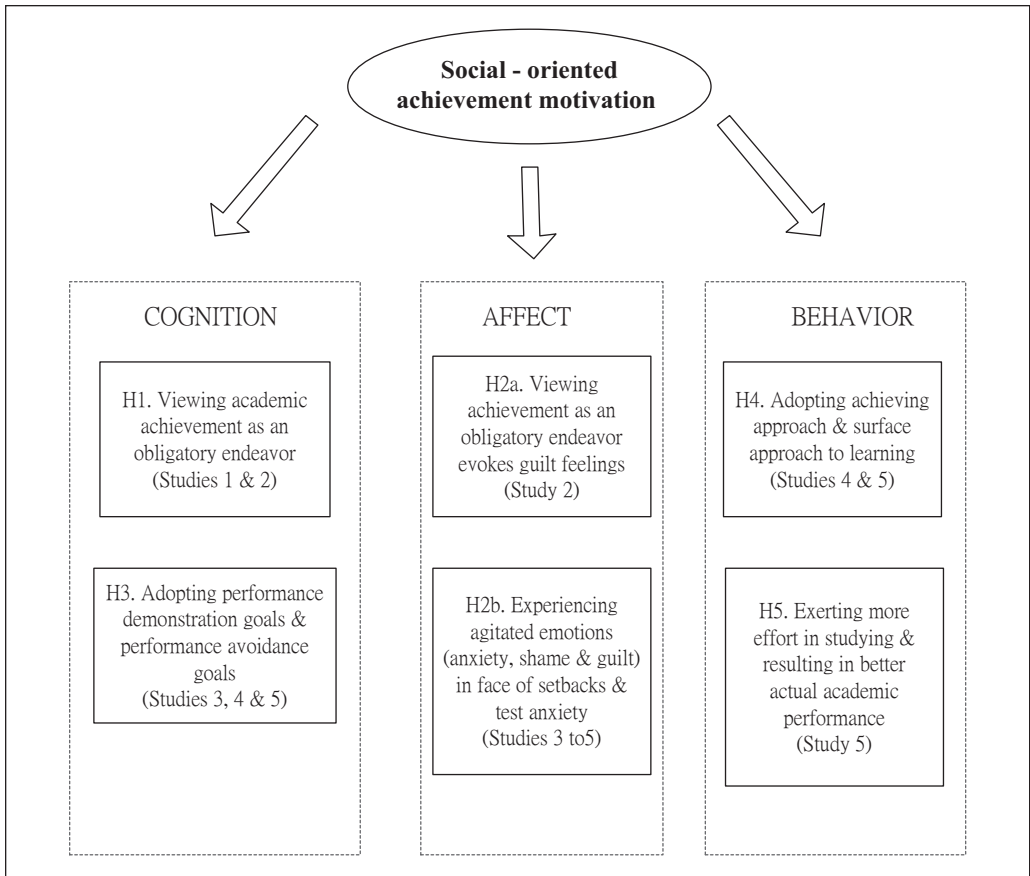 Social - oriented
achievement motivation
COGNITION
H1. Viewing academic
achievement as an
obligatory endeavor
(Studies 1 & 2)
H3. Adopting performance
demonstration goals &
performance avoidance
goals
(Studies 3, 4 & 5)
AFFECT
H2a. Viewing
achievement as an
obligatory endeavor
evokes guilt feelings
(Study 2)
H2b. Experiencing
agitated emotions
(anxiety, shame & guilt)
in face of setbacks &
test anxiety
(Studies 3 to5)
BEHAVIOR
H4. Adopting achieving
approach & surface
approach to learning
(Studies 4 & 5)
H5. Exerting more
effort in studying &
resulting in better
actual academic
performance
(Study 5)